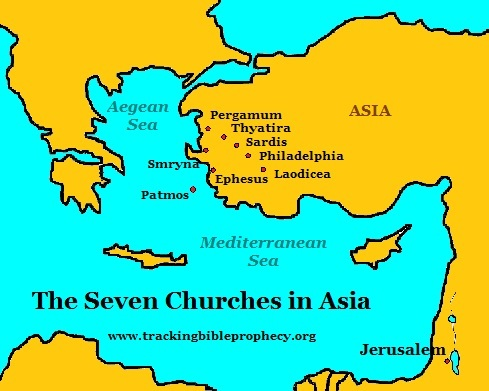 Aegean
Sea
ASIA
Pergamum
Thyatira
Sardis
Philadelphia
Smryna
Laodicea
Ephesus
Patmos
Mediterranean
Sea
The Seven Churches in Asia
www.trackingbibleprophecy.org
Jerusalem